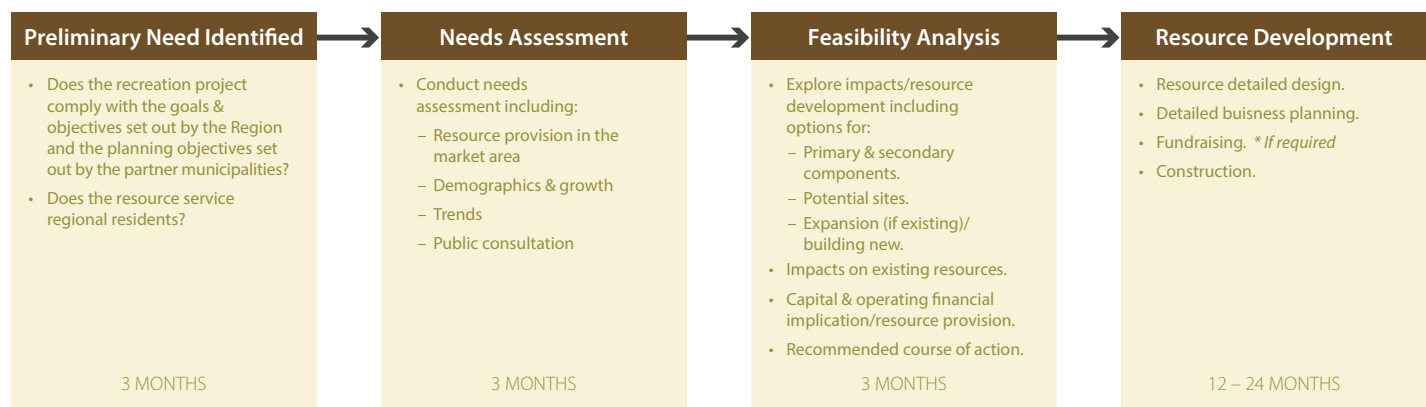 Preliminary Need Identified
• Does the recreation project
comply with the goals &
objectives set out by the Region
and the planning objectives set
out by the partner municipalities?
• Does the resource service
regional residents?
3 MONTHS
Needs Assessment
• Conduct needs
assessment including:
– Resource provision in the
market area
– Demographics & growth
– Trends
– Public consultation
3 MONTHS
Feasibility Analysis
• Explore impacts/resource
development including
options for:
– Primary & secondary
components.
– Potential sites.
– Expansion (if existing)/
building new.
• Impacts on existing resources.
• Capital & operating financial
implication/resource provision.
• Recommended course of action.
3 MONTHS
Resource Development
• Resource detailed design.
• Detailed buisness planning.
• Fundraising. * If required
• Construction.
12 – 24 MONTHS